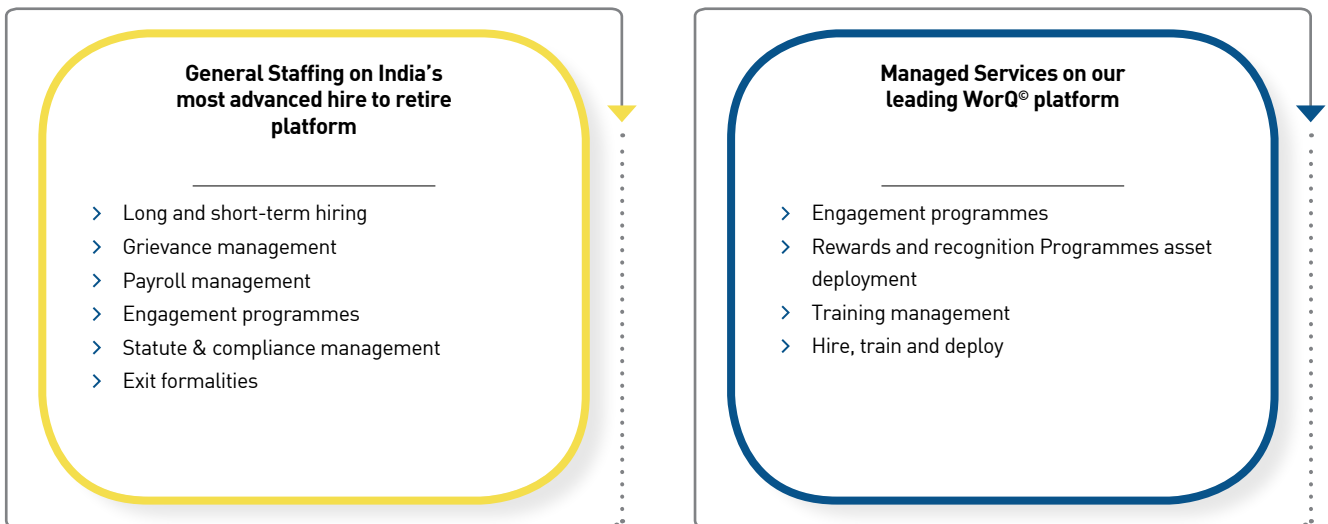 General Staffing on India’s
most advanced hire to retire
platform
> Long and short-term hiring
> Grievance management
> Payroll management
> Engagement programmes
> Statute & compliance management
> Exit formalities
Managed Services on our
leading WorQ© platform
> Engagement programmes
> Rewards and recognition Programmes asset
deployment
> Training management
> Hire, train and deploy